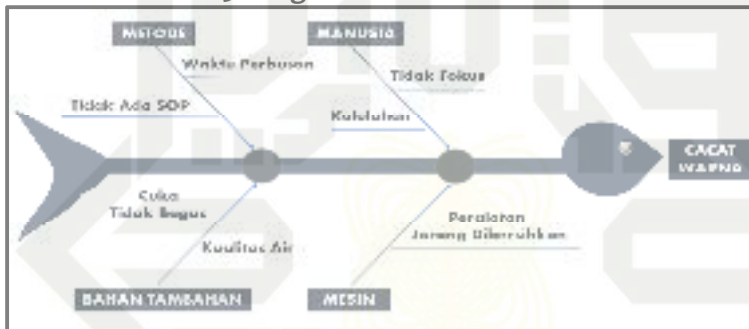 METODE
MANUSIA
Waktu Perbusan
Tidak Fokus
Tidak Ada SOP
Kelelahan
CACAT
WARNA
Cuka
Tidak Bagus
Kualitas Air
Peralatan
Jarang Dibersihkan
BAHAN TAMBAHAN
MESIN